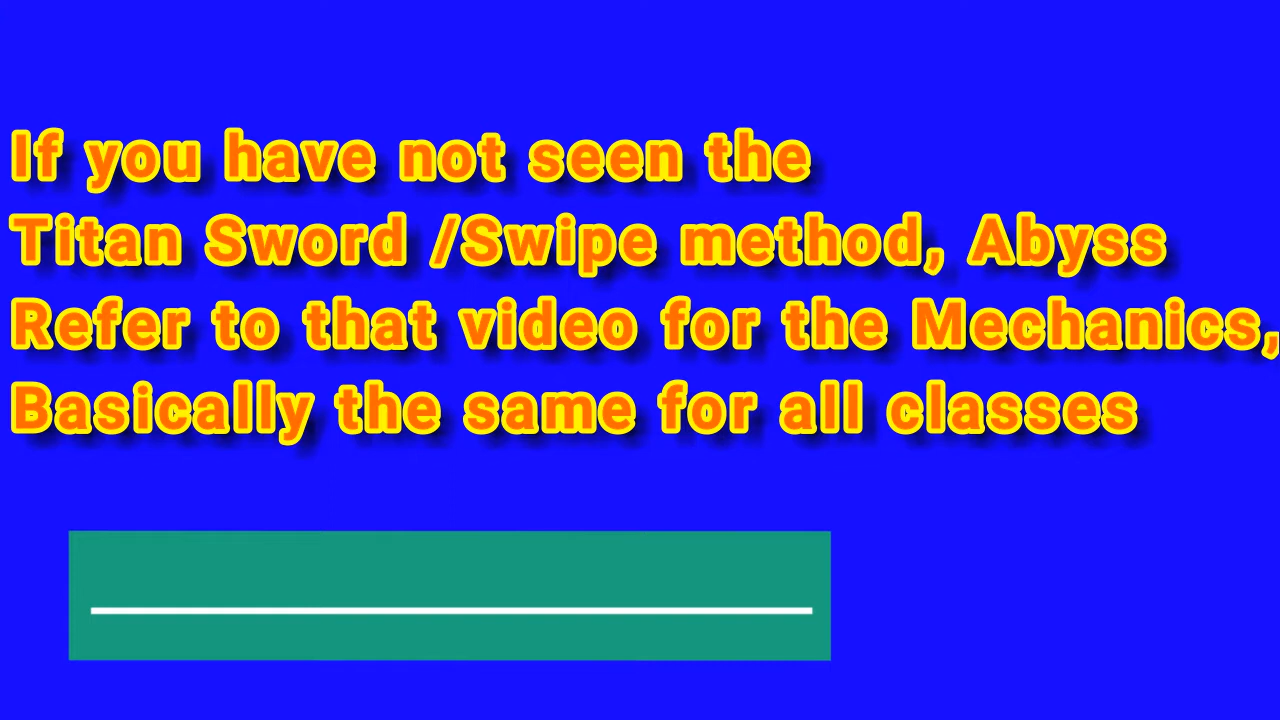 If you have not seen the
Titan Sword /Swipe method, Abyss
Refer to that video for the Mechanics,
Basically the same for all classes